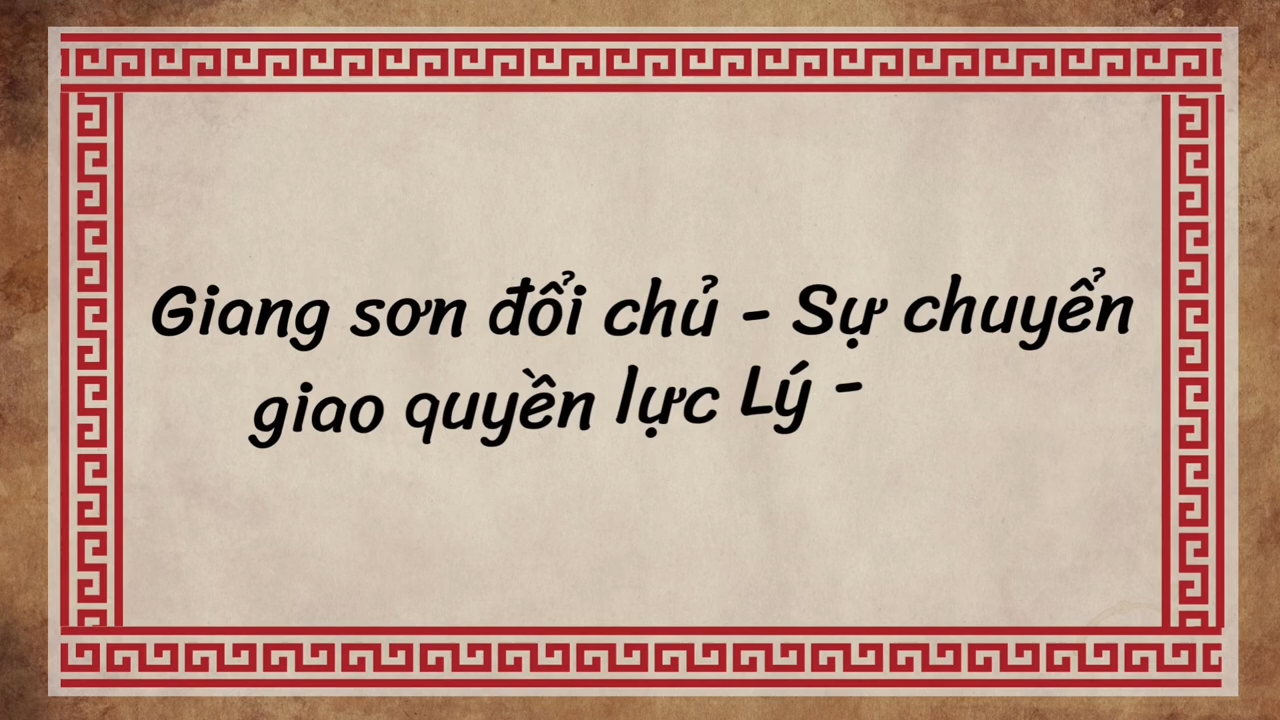 Giang sơn đổi chủ - Sự chuyển
giao quyền lực Lý -